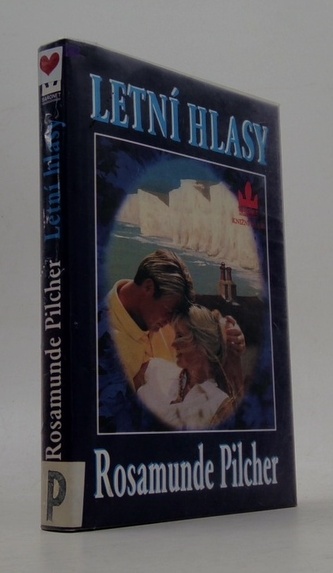 LETNÍ HLASY
Rosamunde Pilcher
Rosamunde Pilcher Letní hlasy
P